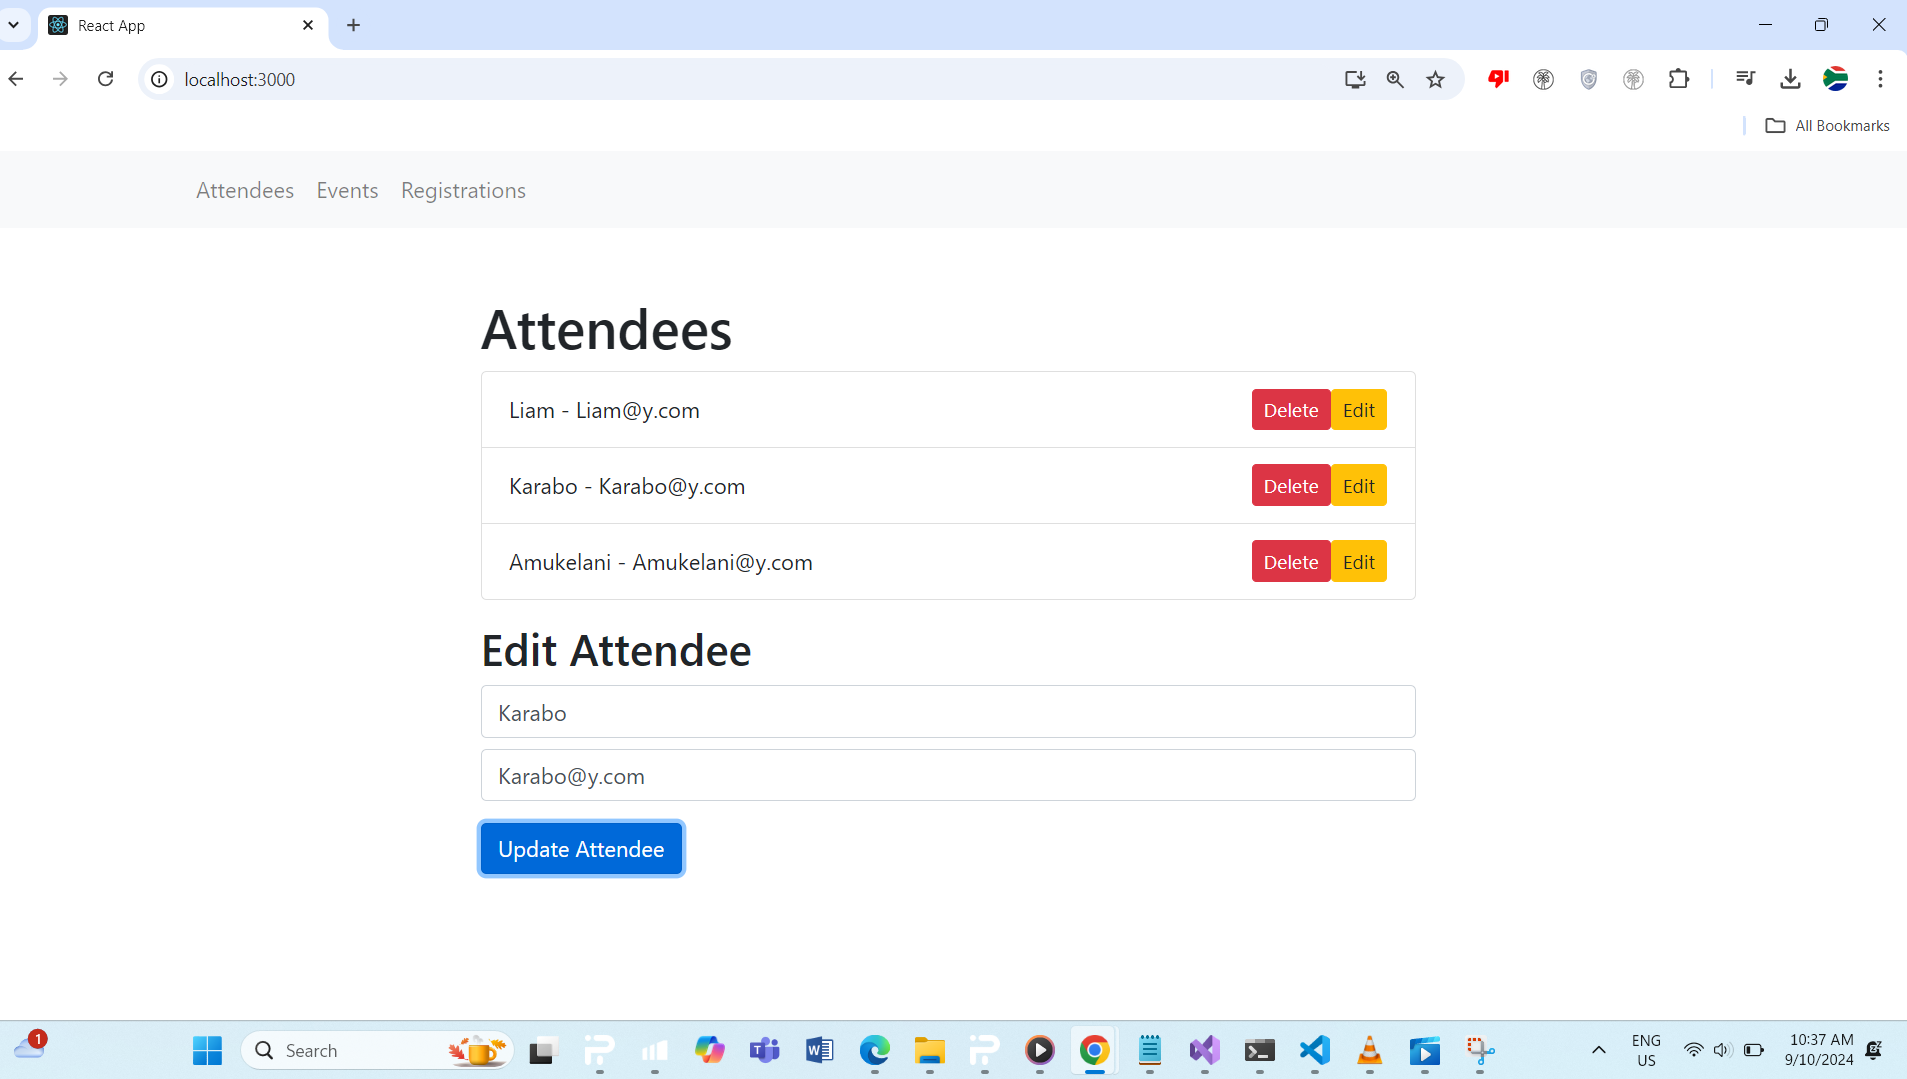 React App
localhost:3000
All Bookmarks
Attendees Events Registrations
Attendees
Liam - Liam@y.com Delete Edit
Karabo - Karabo@y.com Delete Edit
Amukelani - Amukelani@y.com Delete Edit
Edit Attendee
Karabo
Karabo@y.com
Update Attendee
1
Search
ENG
US
10:37 AM
9/10/2024